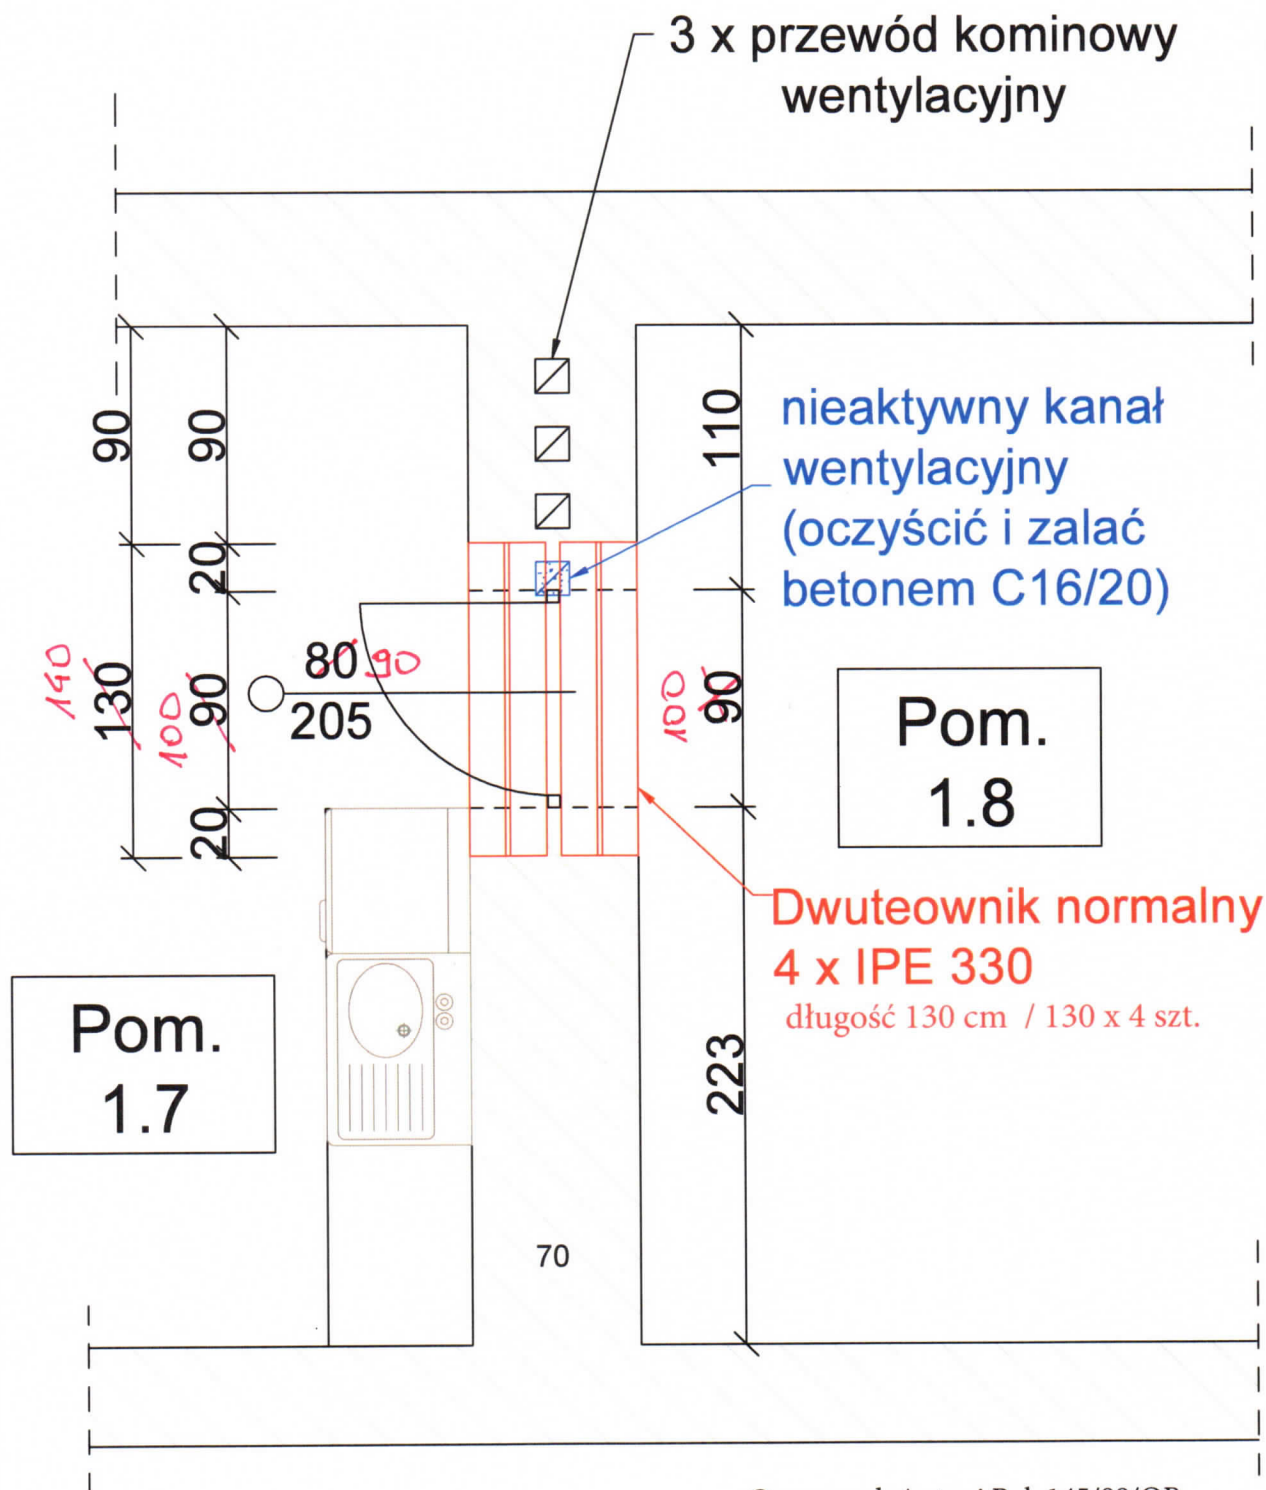 3 x przewód kominowy
wentylacyjny
90
90
110
nieaktywny kanał
wentylacyjny
(oczyścić i zalać
betonem C16/20)
20
80 90
205
140
130
100
90
100
90
20
Pom.
1.8
Dwuteownik normalny
4 x IPE 330
długość 130 cm / 130 x 4 szt.
Pom.
1.7
223
70